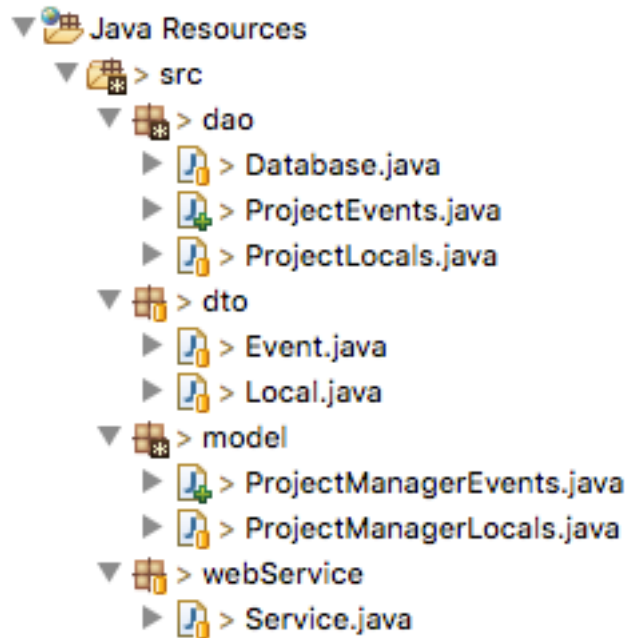 Java Resources
> src
> dao
> Database.java
> ProjectEvents.java
> ProjectLocals.java
> dto
> Event.java
> Local.java
> model
> ProjectManagerEvents.java
> ProjectManagerLocals.java
> webService
> Service.java